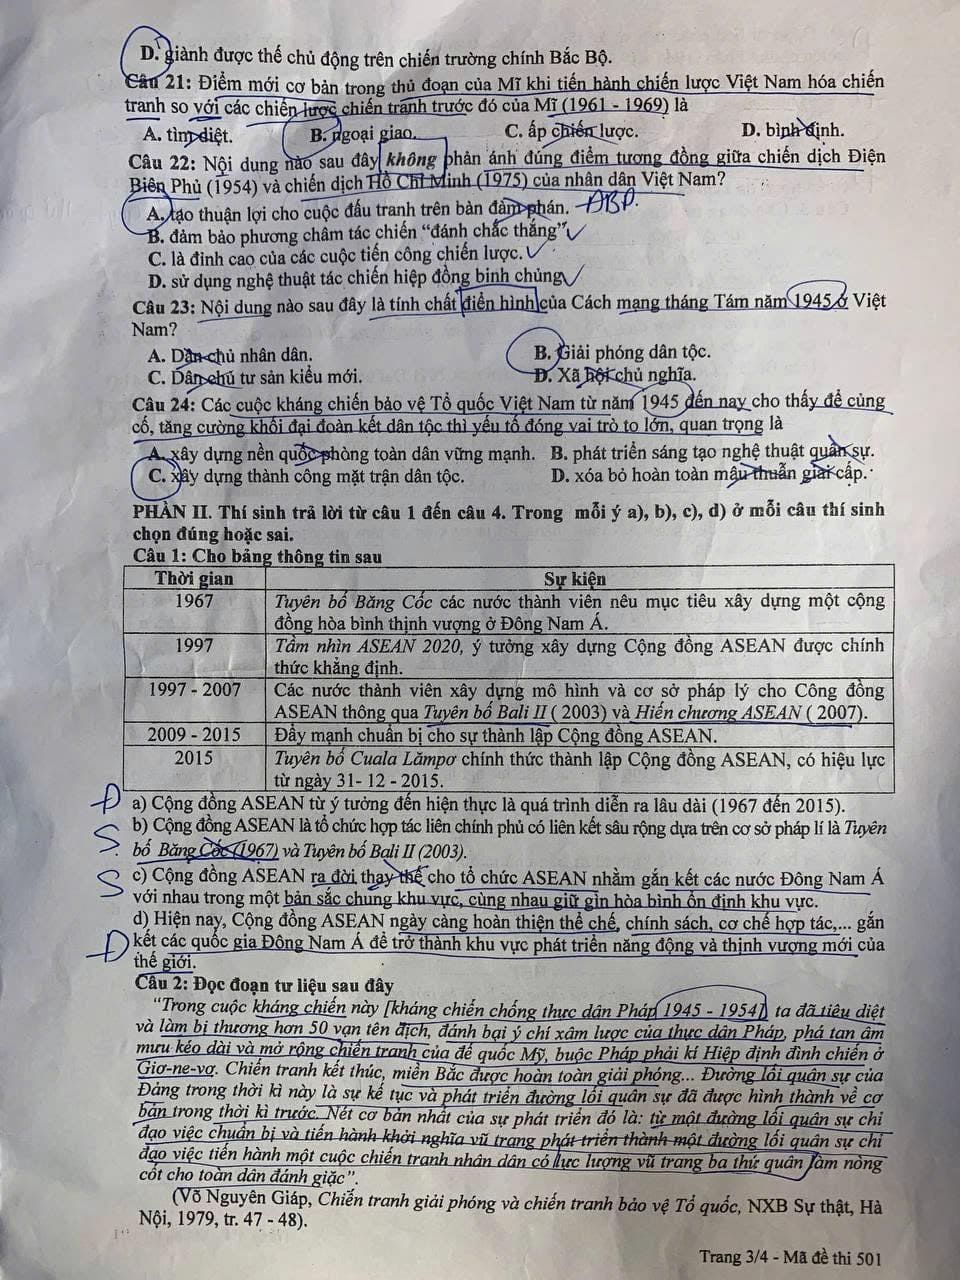 D. giành được thế chủ động trên chiến trường chính Bắc Bộ.
Câu 21: Điểm mới cơ bản trong thủ đoạn của Mĩ khi tiến hành chiến lược Việt Nam hóa chiến
tranh so với các chiến lược chiến tranh trước đó của Mĩ (1961 - 1969) là
A. tìm diệt. B. ngoại giao. C. ấp chiến lược. D. bình định.
Câu 22: Nội dung nào sau đây không phản ánh đúng điểm tương đồng giữa chiến dịch Điện
Biên Phủ (1954) và chiến dịch Hồ Chí Minh (1975) của nhân dân Việt Nam?
A. tạo thuận lợi cho cuộc đấu tranh trên bàn đàm phán. ĐBP.
B. đảm bảo phương châm tác chiến “đánh chắc thắng”.
C. là đỉnh cao của các cuộc tiến công chiến lược.
D. sử dụng nghệ thuật tác chiến hiệp đồng binh chủng.
Câu 23: Nội dung nào sau đây là tính chất điển hình của Cách mạng tháng Tám năm 1945 ở Việt
Nam?
A. Dân chủ nhân dân. B. Giải phóng dân tộc.
C. Dân chủ tư sản kiểu mới. D. Xã hội chủ nghĩa.
Câu 24: Các cuộc kháng chiến bảo vệ Tổ quốc Việt Nam từ năm 1945 đến nay cho thấy để củng
cố, tăng cường khối đại đoàn kết dân tộc thì yếu tố đóng vai trò to lớn, quan trọng là
A. xây dựng nền quốc phòng toàn dân vững mạnh. B. phát triển sáng tạo nghệ thuật quân sự.
C. xây dựng thành công mặt trận dân tộc. D. xóa bỏ hoàn toàn mâu thuẫn giai cấp.
PHẦN II. Thí sinh trả lời từ câu 1 đến câu 4. Trong mỗi ý a), b), c), d) ở mỗi câu thí sinh
chọn đúng hoặc sai.
Câu 1: Cho bảng thông tin sau
Thời gian Sự kiện
1967 Tuyên bố Băng Cốc các nước thành viên nêu mục tiêu xây dựng một cộng
đồng hòa bình thịnh vượng ở Đông Nam Á.
1997 Tầm nhìn ASEAN 2020, ý tưởng xây dựng Cộng đồng ASEAN được chính
thức khẳng định.
1997 - 2007 Các nước thành viên xây dựng mô hình và cơ sở pháp lý cho Cộng đồng
ASEAN thông qua Tuyên bố Bali II ( 2003) và Hiến chương ASEAN ( 2007).
2009 - 2015 Đẩy mạnh chuẩn bị cho sự thành lập Cộng đồng ASEAN.
2015 Tuyên bố Cuala Lămpơ chính thức thành lập Cộng đồng ASEAN, có hiệu lực
từ ngày 31- 12 - 2015.
Đ a) Cộng đồng ASEAN từ ý tưởng đến hiện thực là quá trình diễn ra lâu dài (1967 đến 2015).
S b) Cộng đồng ASEAN là tổ chức hợp tác liên chính phủ có liên kết sâu rộng dựa trên cơ sở pháp lí là Tuyên
bố Băng Cốc (1967) và Tuyên bố Bali II (2003).
S c) Cộng đồng ASEAN ra đời thay thế cho tổ chức ASEAN nhằm gắn kết các nước Đông Nam Á
với nhau trong một bản sắc chung khu vực, cùng nhau giữ gìn hòa bình ổn định khu vực.
d) Hiện nay, Cộng đồng ASEAN ngày càng hoàn thiện thể chế, chính sách, cơ chế hợp tác,... gắn
Đ kết các quốc gia Đông Nam Á để trở thành khu vực phát triển năng động và thịnh vượng mới của
thế giới.
Câu 2: Đọc đoạn tư liệu sau đây
“Trong cuộc kháng chiến này [kháng chiến chống thực dân Pháp 1945 - 1954], ta đã tiêu diệt
và làm bị thương hơn 50 vạn tên địch, đánh bại ý chí xâm lược của thực dân Pháp, phá tan âm
mưu kéo dài và mở rộng chiến tranh của đế quốc Mỹ, buộc Pháp phải kí Hiệp định đình chiến ở
Giơ-ne-vơ. Chiến tranh kết thúc, miền Bắc được hoàn toàn giải phóng... Đường lối quân sự của
Đảng trong thời kì này là sự kế tục và phát triển đường lối quân sự đã được hình thành về cơ
bản trong thời kì trước. Nét cơ bản nhất của sự phát triển đó là: từ một đường lối quân sự chỉ
đạo việc chuẩn bị và tiến hành khởi nghĩa vũ trang phát triển thành một đường lối quân sự chỉ
đạo việc tiến hành một cuộc chiến tranh nhân dân có lực lượng vũ trang ba thứ quân làm nòng
cốt cho toàn dân đánh giặc”.
(Võ Nguyên Giáp, Chiến tranh giải phóng và chiến tranh bảo vệ Tổ quốc, NXB Sự thật, Hà
Nội, 1979, tr. 47 - 48).
Trang 3/4 - Mã đề thi 501